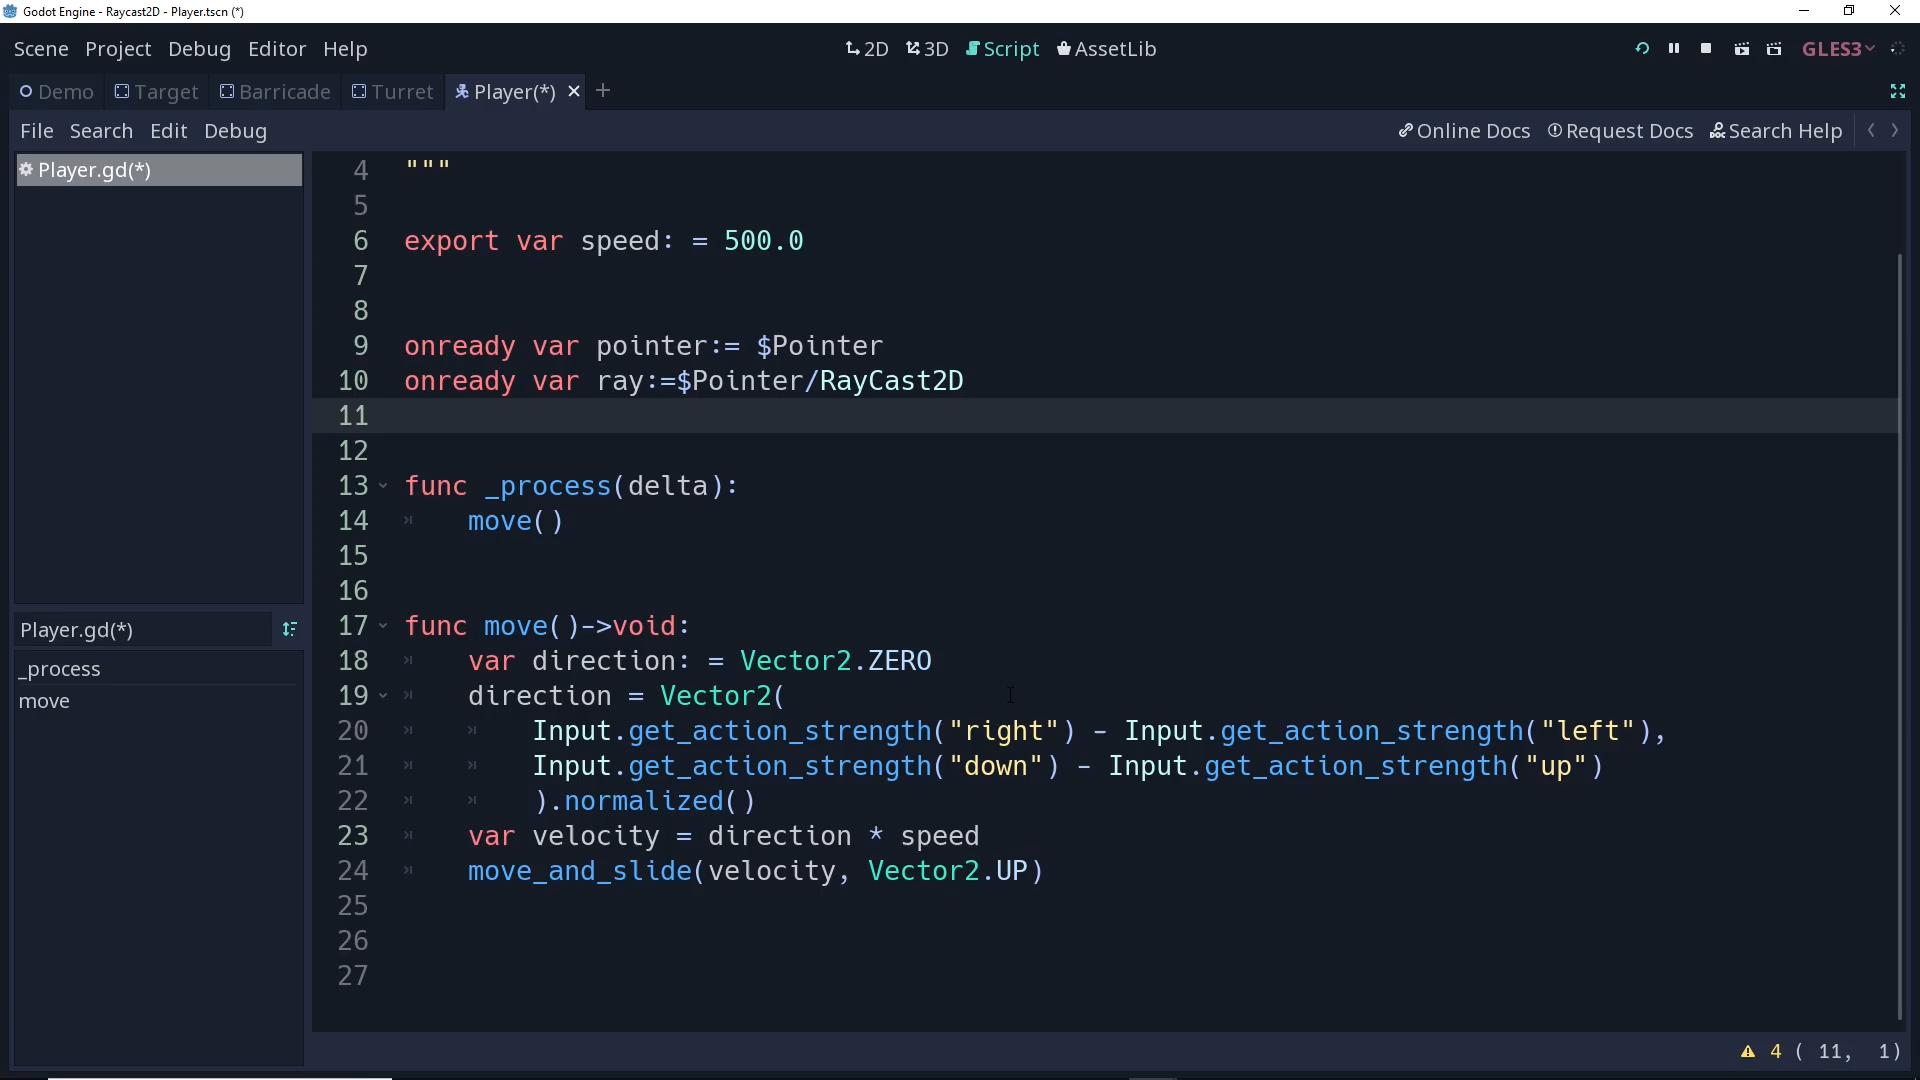 Godot Engine - Raycast2D - Player.tscn (*)
Scene Project Debug Editor Help
2D 3D Script AssetLib
GLES3
Demo Target Barricade Turret Player(*)
File Search Edit Debug
Online Docs Request Docs Search Help
Player.gd(*)
Player.gd(*)
_process
move
4 """
5
6 export var speed: = 500.0
7
8
9 onready var pointer:= $Pointer
10 onready var ray:=$Pointer/RayCast2D
11
12
13 func _process(delta):
14 move()
15
16
17 func move()->void:
18 var direction: = Vector2.ZERO
19 direction = Vector2(
20 Input.get_action_strength("right") - Input.get_action_strength("left"),
21 Input.get_action_strength("down") - Input.get_action_strength("up")
22 ).normalized()
23 var velocity = direction * speed
24 move_and_slide(velocity, Vector2.UP)
25
26
27
4 ( 11, 1)